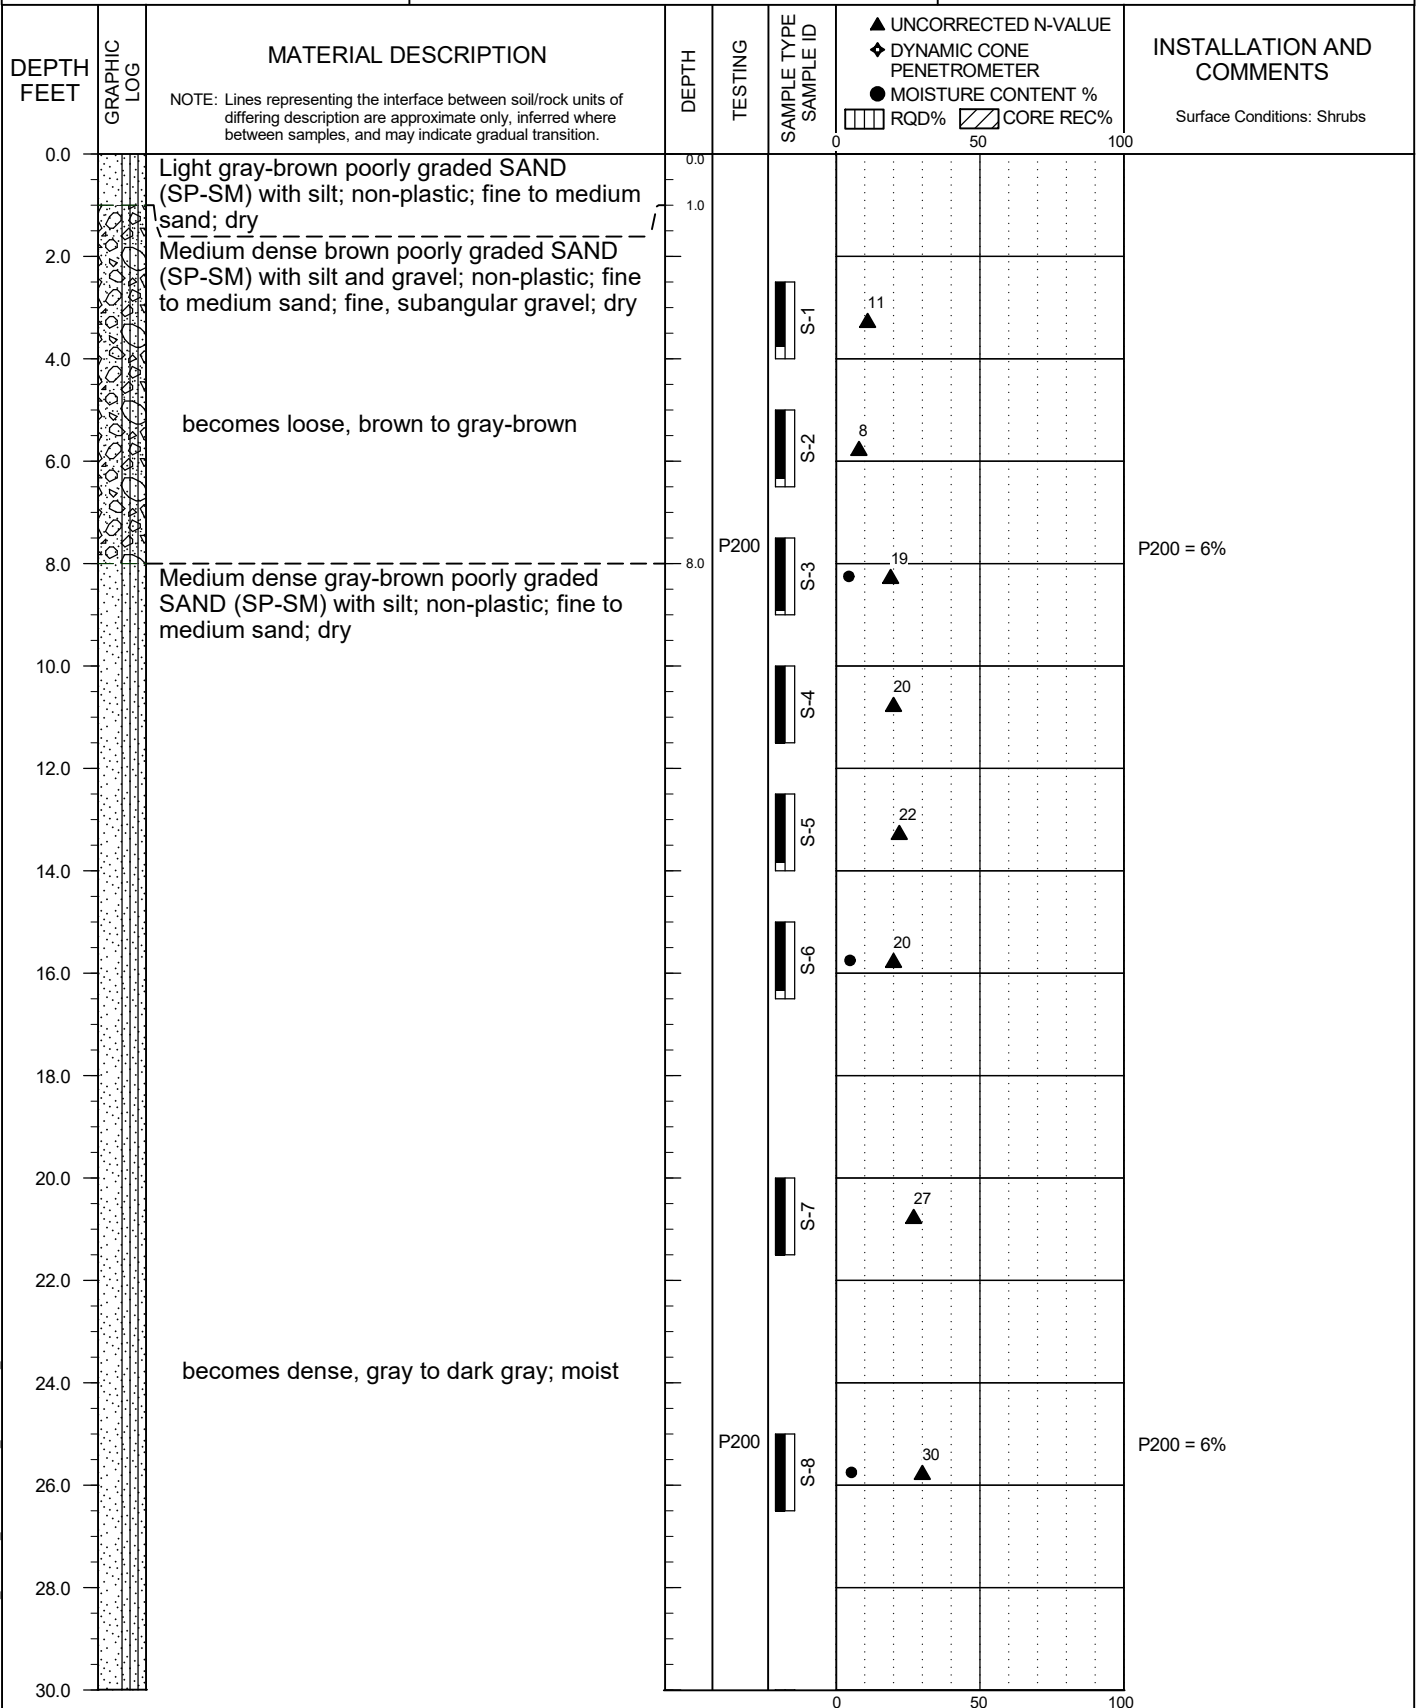 DEPTH
FEET
GRAPHIC
LOG
MATERIAL DESCRIPTION
NOTE: Lines representing the interface between soil/rock units of
differing description are approximate only, inferred where
between samples, and may indicate gradual transition.
DEPTH
TESTING
SAMPLE TYPE
SAMPLE ID
▲ UNCORRECTED N-VALUE
DYNAMIC CONE
PENETROMETER
● MOISTURE CONTENT %
RQD% CORE REC%
0 50 100
INSTALLATION AND
COMMENTS
Surface Conditions: Shrubs
0.0
Light gray-brown poorly graded SAND
(SP-SM) with silt; non-plastic; fine to medium
sand; dry
0.0
1.0
2.0
Medium dense brown poorly graded SAND
(SP-SM) with silt and gravel; non-plastic; fine
to medium sand; fine, subangular gravel; dry
S-1
11
4.0
becomes loose, brown to gray-brown
S-2
8
6.0
P200
S-3
19
P200 = 6%
8.0
8.0
Medium dense gray-brown poorly graded
SAND (SP-SM) with silt; non-plastic; fine to
medium sand; dry
10.0
S-4
20
12.0
S-5
22
14.0
S-6
20
16.0
18.0
20.0
S-7
27
22.0
becomes dense, gray to dark gray; moist
24.0
P200
S-8
30
P200 = 6%
26.0
28.0
30.0
0 50 100